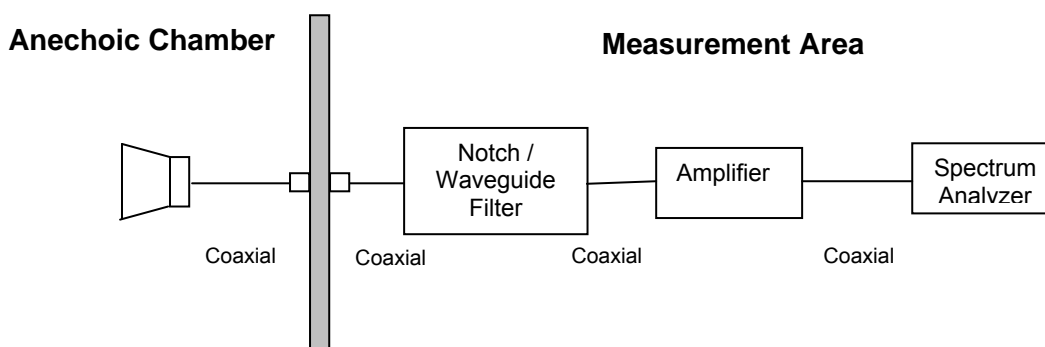 Anechoic Chamber
Measurement Area
Notch /
Waveguide
Filter
Amplifier
Spectrum
Analyzer
Coaxial
Coaxial
Coaxial
Coaxial